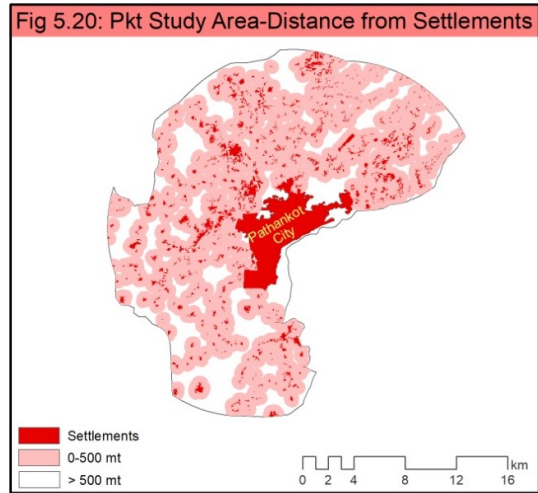 Fig 5.20: Pkt Study Area-Distance from Settlements
Pathankot
City
Settlements
0-500 mt
> 500 mt
km
0 2 4 8 12 16